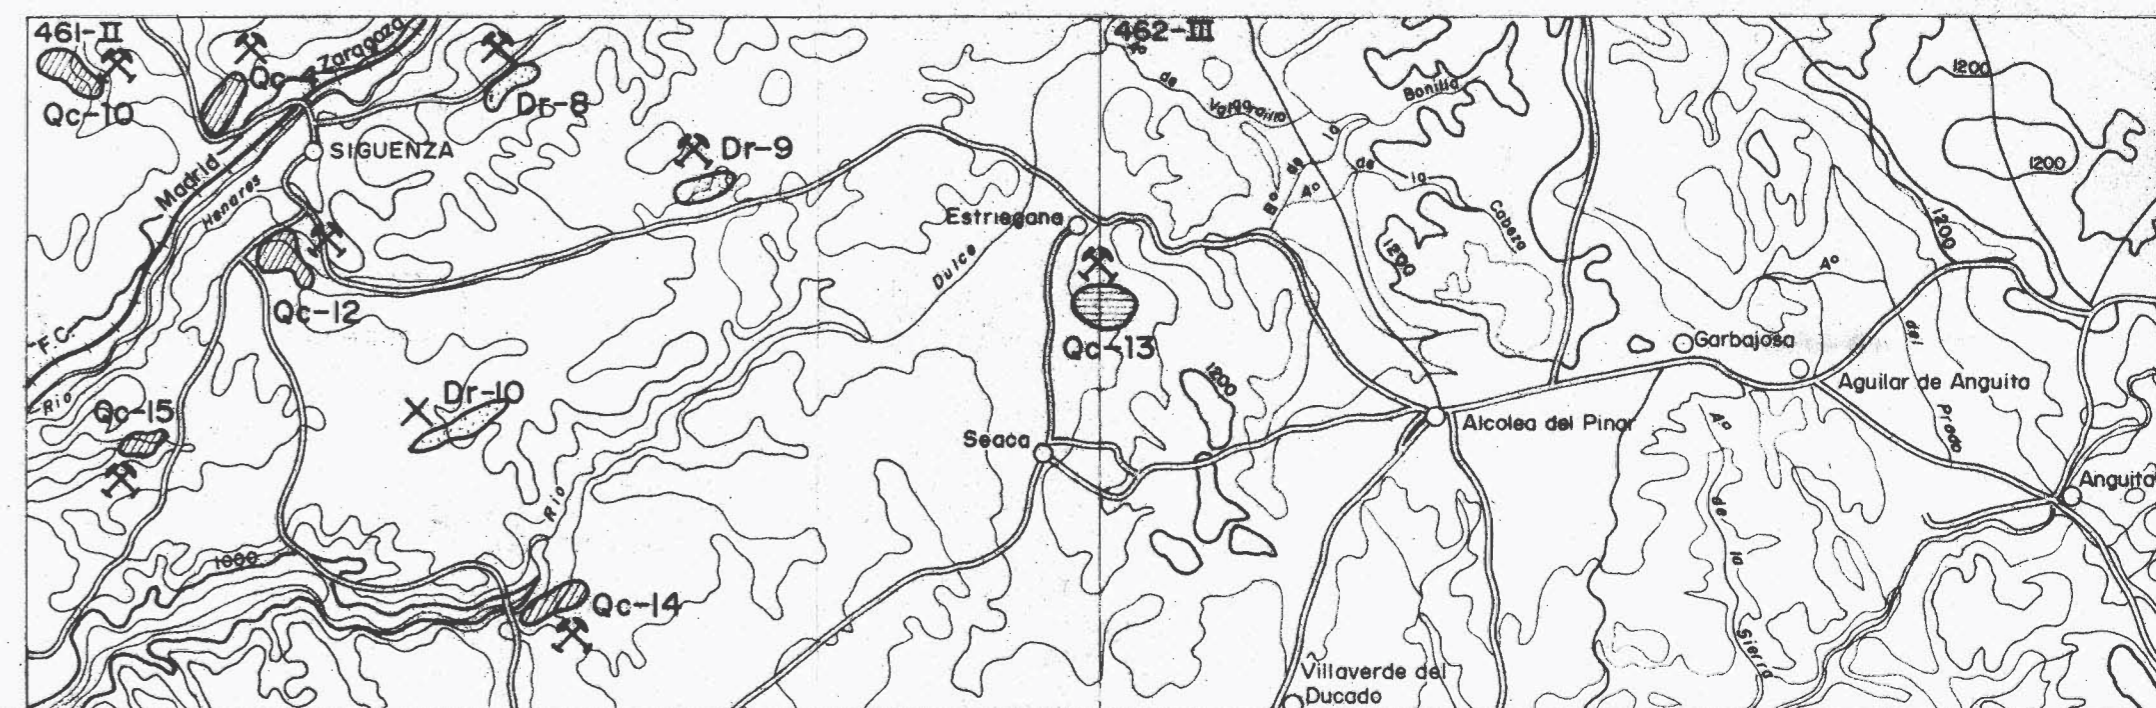 461-II
462-III
Qc-10
Qc
Zaragoza
Dr-8
SIGUENZA
Madrid
Henares
Dr-9
de
Valgrarillo
Bonilla
la
de
Bº
Aº
de
la
Cabeza
1200
1200
1200
1200
Estriegana
Dulce
Qc-12
Qc-13
F.C.
Rio
Qc-15
Dr-10
1200
Garbajosa
Aº
del
Prado
Aguilar de Anguita
Seaca
Alcolea del Pinar
Anguita
Aº
de
la
Sierra
Rio
1000
Qc-14
Villaverde del
Ducado